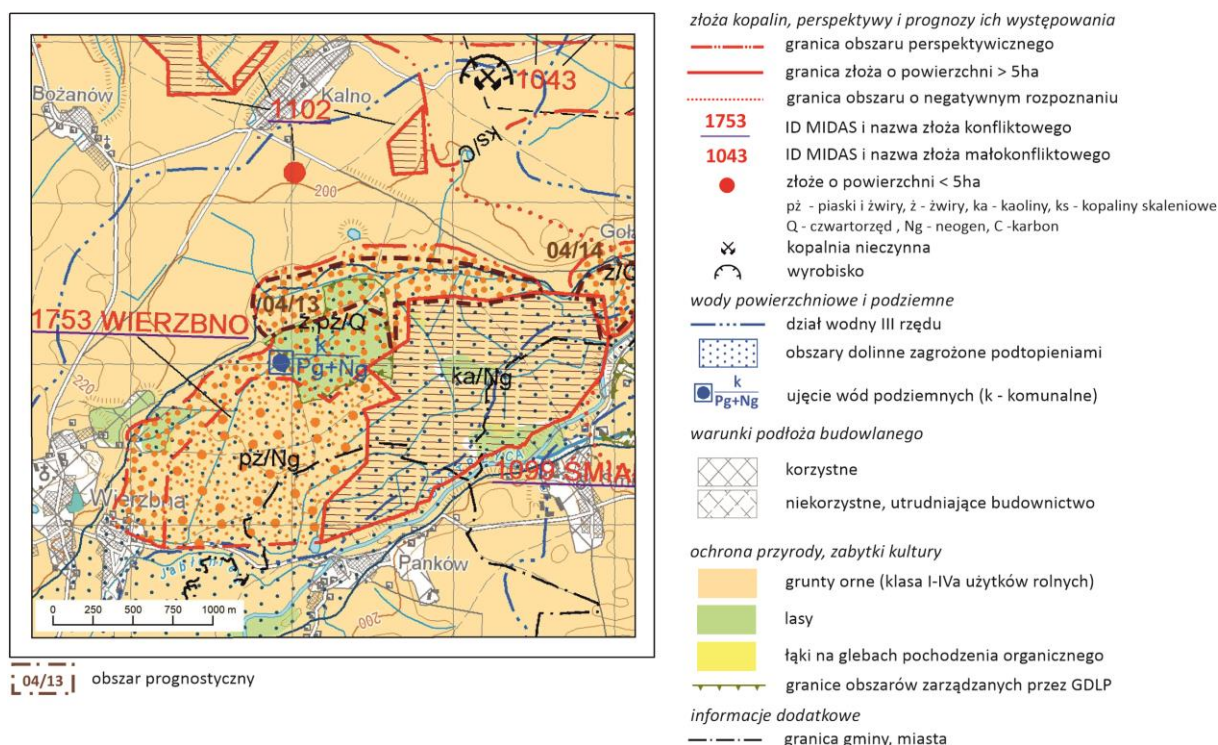 Bożanów
Kalno
1102
1043
ks/C
200
Goła
04/14
ż/Q
04/13
ż,pż/Q
1753 WIERZBNO
k
Pg+Ng
ka/Ng
220
pż/Ng
1099 ŚMIA
Wierzbna
Panków
200
0 250 500 750 1000 m
04/13 obszar prognostyczny
złoża kopalin, perspektywy i prognozy ich występowania
granica obszaru perspektywicznego
granica złoża o powierzchni > 5ha
granica obszaru o negatywnym rozpoznaniu
1753 ID MIDAS i nazwa złoża konfliktowego
1043 ID MIDAS i nazwa złoża małokonfliktowego
złoże o powierzchni < 5ha
pż - piaski i żwiry, ż - żwiry, ka - kaoliny, ks - kopaliny skaleniowe
Q - czwartorzęd , Ng - neogen, C -karbon
kopalnia nieczynna
wyrobisko
wody powierzchniowe i podziemne
dział wodny III rzędu
obszary dolinne zagrożone podtopieniami
k
Pg+Ng ujęcie wód podziemnych (k - komunalne)
warunki podłoża budowlanego
korzystne
niekorzystne, utrudniające budownictwo
ochrona przyrody, zabytki kultury
grunty orne (klasa I-IVa użytków rolnych)
lasy
łąki na glebach pochodzenia organicznego
granice obszarów zarządzanych przez GDLP
informacje dodatkowe
granica gminy, miasta